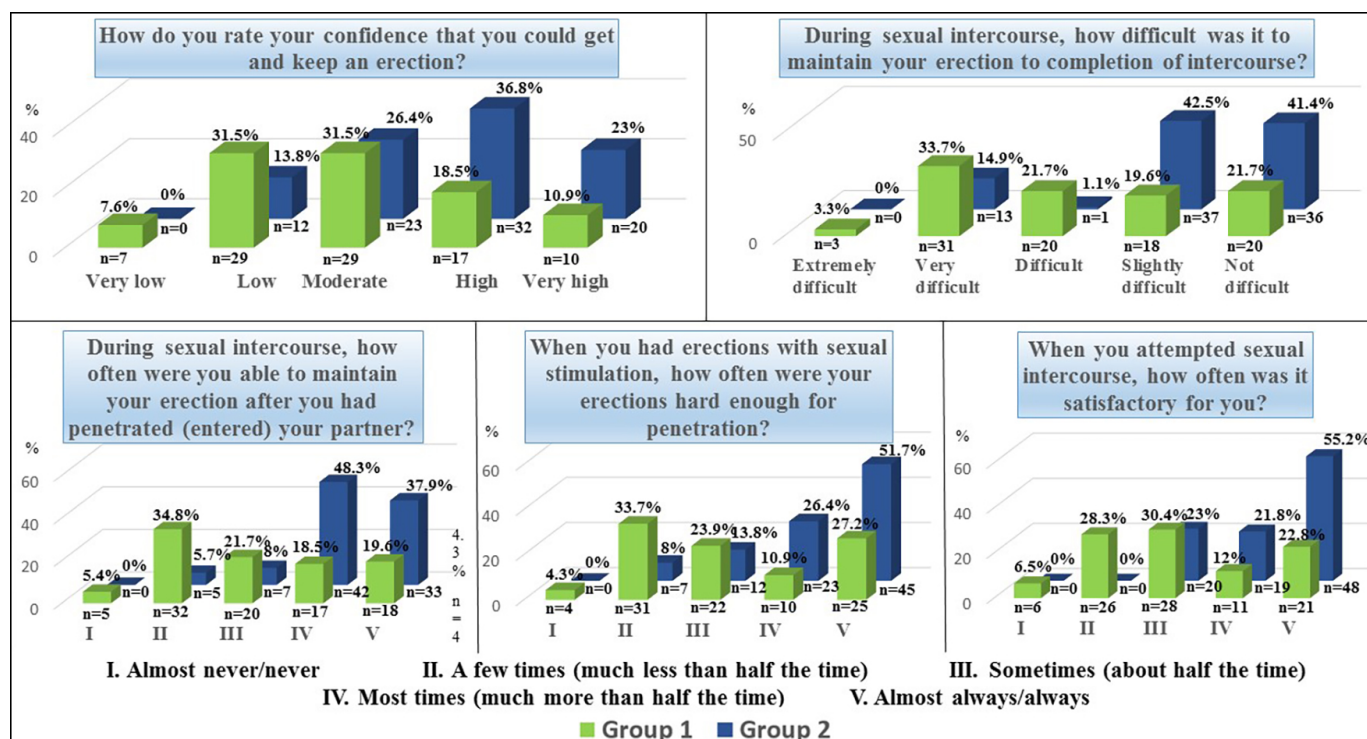 How do you rate your confidence that you could get
and keep an erection?
%
40
20
0
7.6%
0%
31.5%
13.8%
31.5%
26.4%
18.5%
36.8%
10.9%
23%
n=7
n=0
n=29
n=12
n=29
n=23
n=17
n=32
n=10
n=20
Very low
Low
Moderate
High
Very high
During sexual intercourse, how difficult was it to
maintain your erection to completion of intercourse?
%
50
0
3.3%
0%
33.7%
14.9%
21.7%
1.1%
19.6%
42.5%
21.7%
41.4%
n=3
n=0
n=31
n=13
n=20
n=1
n=18
n=37
n=20
n=36
Extremely
difficult
Very
difficult
Difficult
Slightly
difficult
Not
difficult
During sexual intercourse, how
often were you able to maintain
your erection after you had
penetrated (entered) your partner?
%
60
40
20
0
5.4%
0%
34.8%
5.7%
21.7%
8%
18.5%
48.3%
19.6%
37.9%
n=5
n=0
n=32
n=5
n=20
n=7
n=17
n=42
n=18
n=33
I
II
III
IV
V
4.
3
%
n
=
4
When you had erections with sexual
stimulation, how often were your
erections hard enough for
penetration?
%
60
40
20
0
4.3%
0%
33.7%
8%
23.9%
13.8%
10.9%
26.4%
27.2%
51.7%
n=4
n=0
n=31
n=7
n=22
n=12
n=10
n=23
n=25
n=45
I
II
III
IV
V
When you attempted sexual
intercourse, how often was it
satisfactory for you?
%
60
40
20
0
6.5%
0%
28.3%
0%
30.4%
23%
12%
21.8%
22.8%
55.2%
n=6
n=0
n=26
n=0
n=28
n=20
n=11
n=19
n=21
n=48
I
II
III
IV
V
I. Almost never/never
II. A few times (much less than half the time)
III. Sometimes (about half the time)
IV. Most times (much more than half the time)
V. Almost always/always
Group 1
Group 2